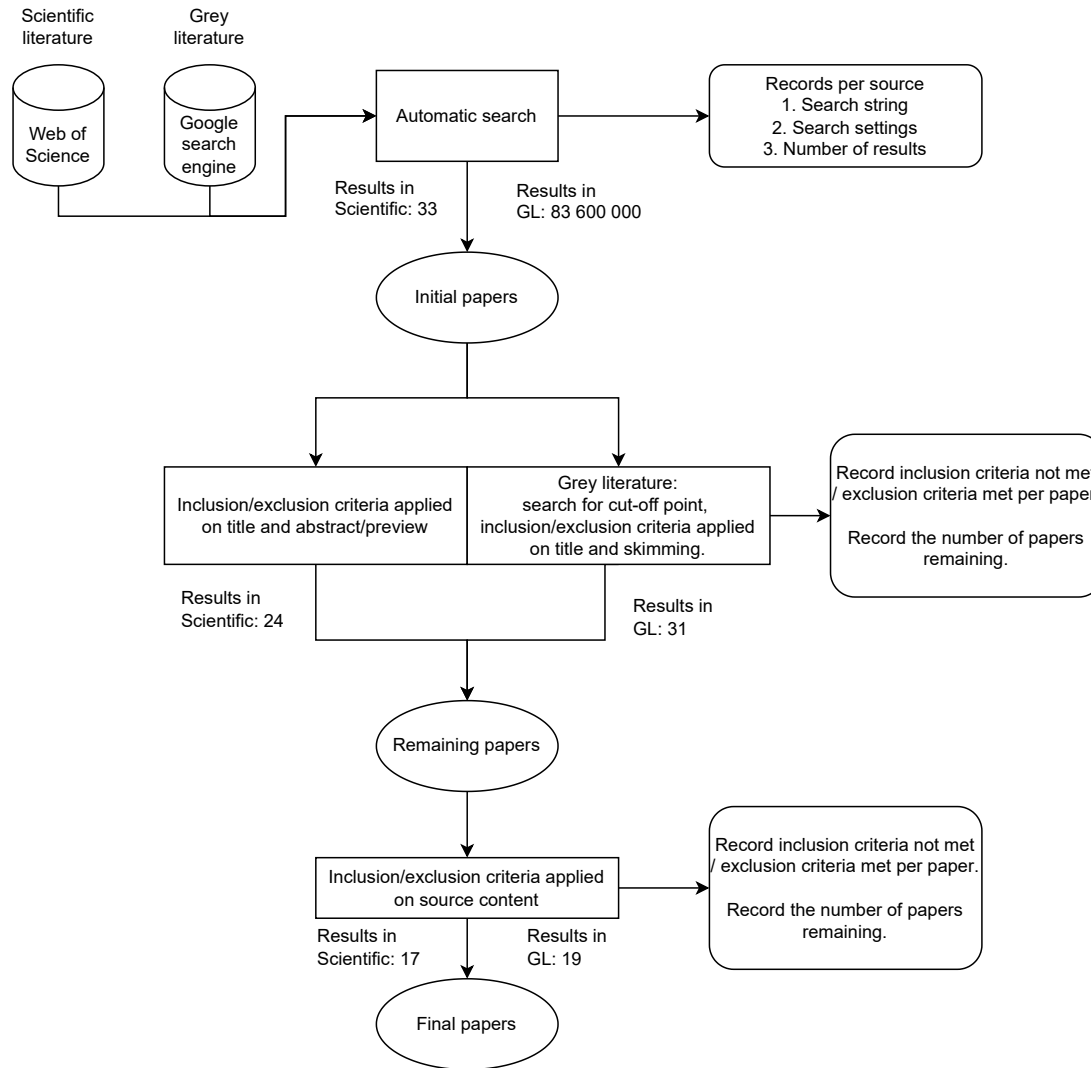 Scientific
literature
Grey
literature
Web of
Science
Google
search
engine
Automatic search
Records per source
1. Search string
2. Search settings
3. Number of results
Results in
Scientific: 33
Results in
GL: 83 600 000
Initial papers
Inclusion/exclusion criteria applied
on title and abstract/preview
Grey literature:
search for cut-off point,
inclusion/exclusion criteria applied
on title and skimming.
Record inclusion criteria not met
/ exclusion criteria met per paper
Record the number of papers
remaining.
Results in
Scientific: 24
Results in
GL: 31
Remaining papers
Inclusion/exclusion criteria applied
on source content
Record inclusion criteria not met
/ exclusion criteria met per paper.
Record the number of papers
remaining.
Results in
Scientific: 17
Results in
GL: 19
Final papers